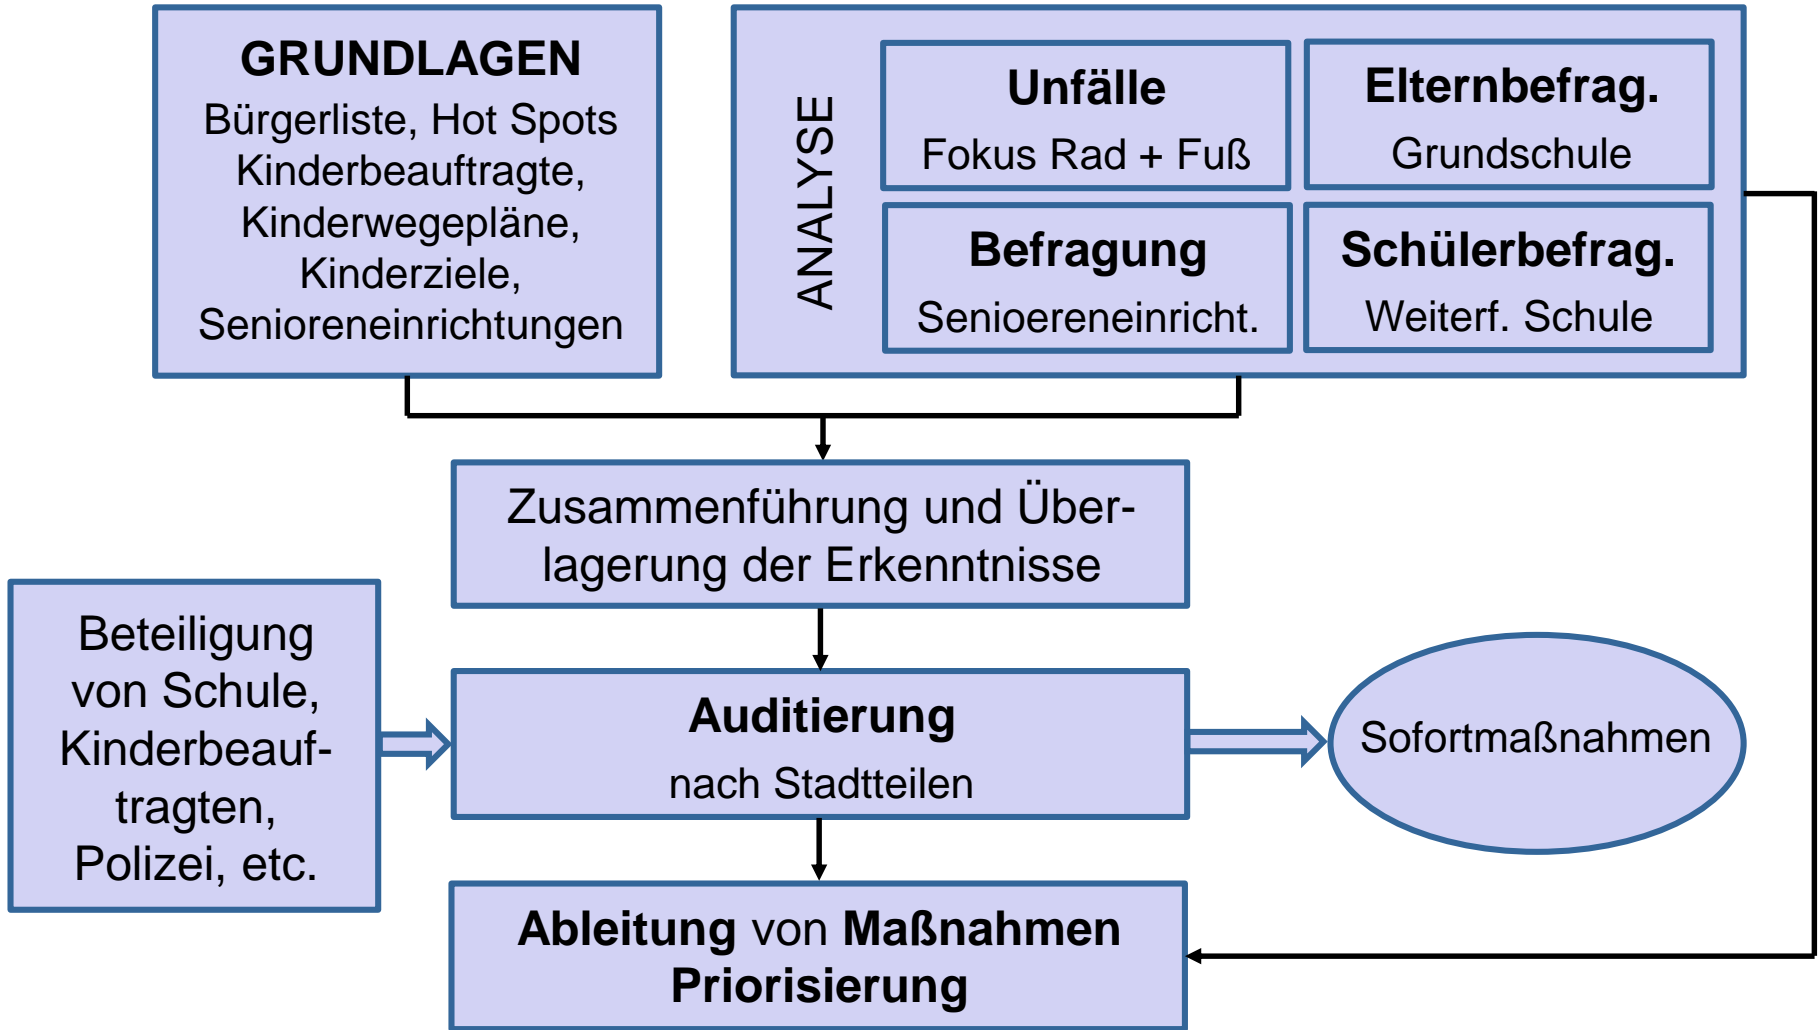 GRUNDLAGEN
Bürgerliste, Hot Spots
Kinderbeauftragte,
Kinderwegepläne,
Kinderziele,
Senioreneinrichtungen
ANALYSE
Unfälle
Fokus Rad + Fuß
Elternbefrag.
Grundschule
Befragung
Senioereneinricht.
Schülerbefrag.
Weiterf. Schule
Zusammenführung und Über-
lagerung der Erkenntnisse
Beteiligung
von Schule,
Kinderbeauf-
tragten,
Polizei, etc.
Auditierung
nach Stadtteilen
Sofortmaßnahmen
Ableitung von Maßnahmen
Priorisierung